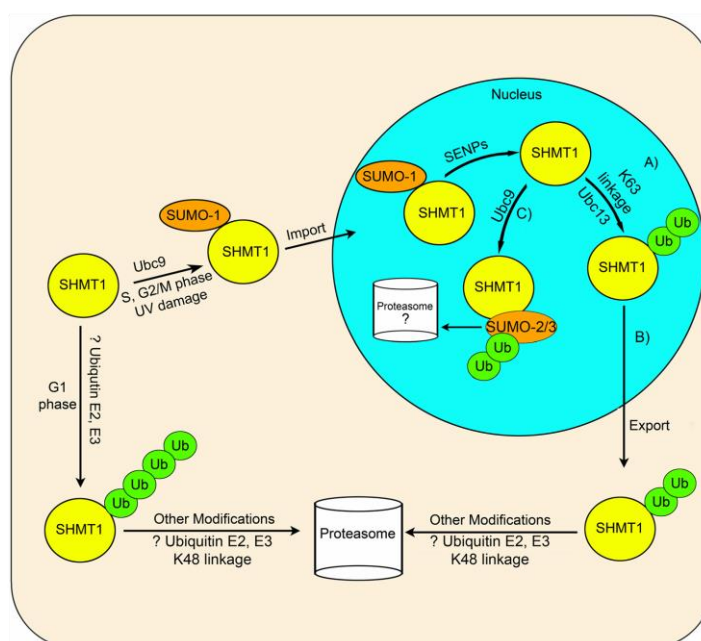 Nucleus
SUMO-1
SENPs
SHMT1
SHMT1
A)
K63
linkage
Ubc13
Ubc9
C)
Ub
Ub
SHMT1
SHMT1
SUMO-2/3
Ub
Ub
Proteasome
?
B)
Export
SUMO-1
SHMT1
Import
SHMT1
Ubc9
S, G2/M phase
UV damage
G1
phase
? Ubiqutin E2, E3
Ub
Ub
Ub
Ub
SHMT1
Other Modifications
? Ubiquitin E2, E3
K48 linkage
Proteasome
Other Modifications
? Ubiquitin E2, E3
K48 linkage
Ub
Ub
SHMT1